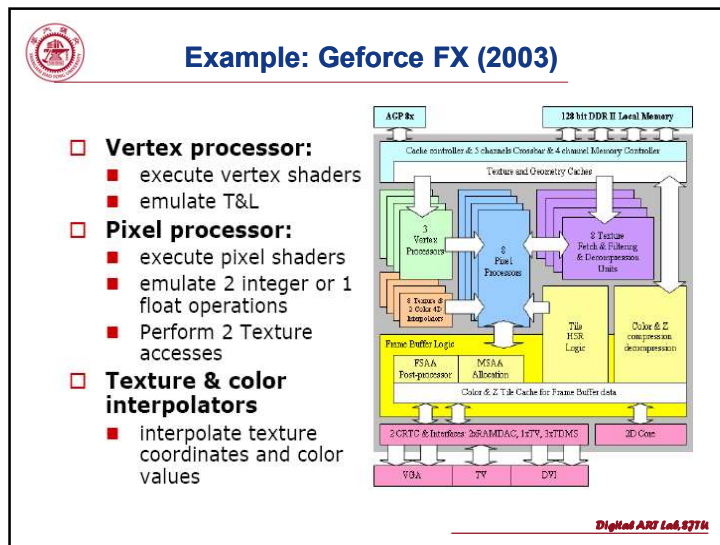 Example: Geforce FX (2003)
Vertex processor:
execute vertex shaders
emulate T&L
Pixel processor:
execute pixel shaders
emulate 2 integer or 1
float operations
Perform 2 Texture
accesses
Texture & color
interpolators
interpolate texture
coordinates and color
values
AGP 8x
128 bit DDR II Local Memory
Cache controller & 5 channels Crossbar & 4 channel Memory Controller
Texture and Geometry Caches
3
Vertex
Processors
8
Pixel
Processors
8 Texture
Fetch & Filtering
& Decompression
Units
8 Texture &
2 Color 4D
Interpolators
Tile
HSR
Logic
Color & Z
compression
decompression
Frame Buffer Logic
FSAA
Post-processor
MSAA
Allocation
Color & Z Tile Cache for Frame Buffer data
2 CRTC & Interfaces: 2xRAMDAC, 1xTV, 3xTDMS
2D Core
VGA
TV
DVI
Digital ART Lab,SJTU